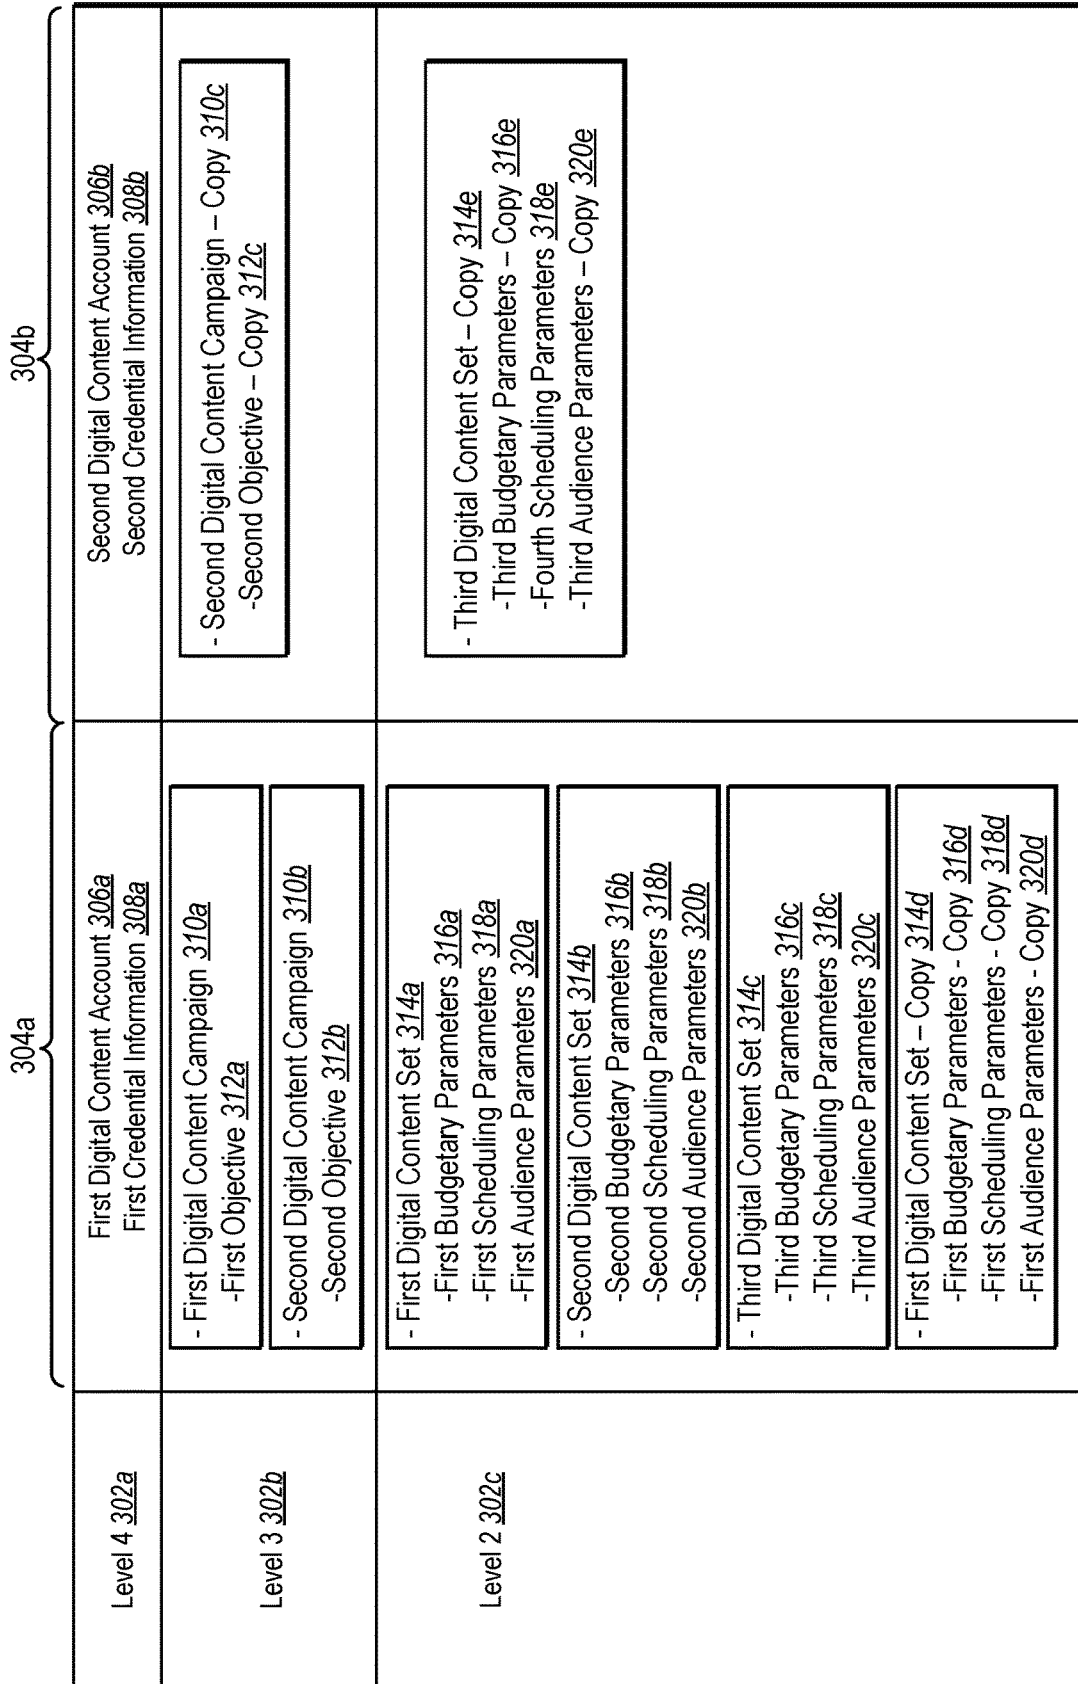 304a
304b
First Digital Content Account 306a
First Credential Information 308a
Second Digital Content Account 306b
Second Credential Information 308b
Level 4 302a
Level 3 302b
- First Digital Content Campaign 310a
-First Objective 312a
- Second Digital Content Campaign 310b
-Second Objective 312b
- Second Digital Content Campaign – Copy 310c
-Second Objective – Copy 312c
Level 2 302c
- First Digital Content Set 314a
-First Budgetary Parameters 316a
-First Scheduling Parameters 318a
-First Audience Parameters 320a
- Second Digital Content Set 314b
-Second Budgetary Parameters 316b
-Second Scheduling Parameters 318b
-Second Audience Parameters 320b
- Third Digital Content Set 314c
-Third Budgetary Parameters 316c
-Third Scheduling Parameters 318c
-Third Audience Parameters 320c
- First Digital Content Set – Copy 314d
-First Budgetary Parameters - Copy 316d
-First Scheduling Parameters - Copy 318d
-First Audience Parameters - Copy 320d
- Third Digital Content Set – Copy 314e
-Third Budgetary Parameters – Copy 316e
-Fourth Scheduling Parameters 318e
-Third Audience Parameters – Copy 320e